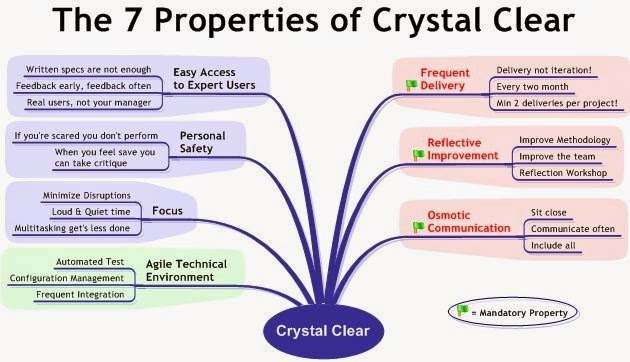 The 7 Properties of Crystal Clear
Written specs are not enough
Feedback early, feedback often
Real users, not your manager
Easy Access
to Expert Users
If you're scared you don't perform
When you feel save you
can take critique
Personal
Safety
Minimize Disruptions
Loud & Quiet time
Multitasking get's less done
Focus
Automated Test
Configuration Management
Frequent Integration
Agile Technical
Environment
Frequent
Delivery
Delivery not iteration!
Every two month
Min 2 deliveries per project!
Reflective
Improvement
Improve Methodology
Improve the team
Reflection Workshop
Osmotic
Communication
Sit close
Communicate often
Include all
Crystal Clear
= Mandatory Property